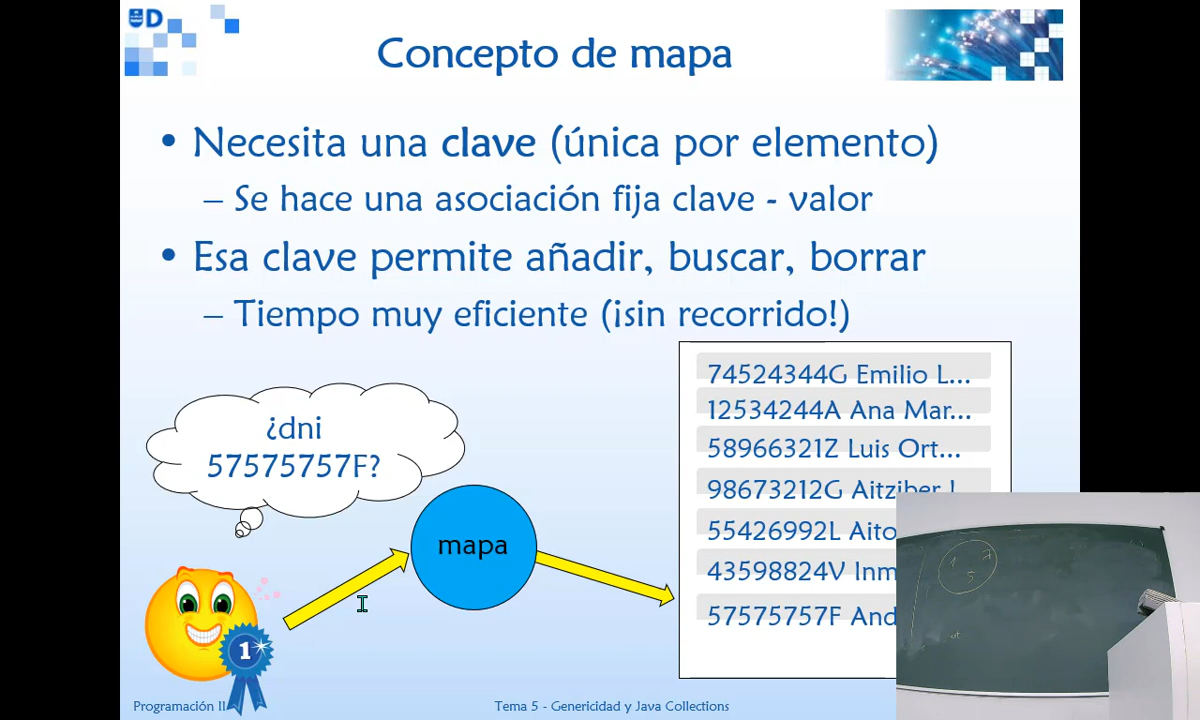 D
Concepto de mapa
• Necesita una clave (única por elemento)
– Se hace una asociación fija clave - valor
• Esa clave permite añadir, buscar, borrar
– Tiempo muy eficiente (¡sin recorrido!)
¿dni
57575757F?
mapa
1
74524344G Emilio L...
12534244A Ana Mar...
58966321Z Luis Ort...
98673212G Aitziber
55426992L Aito
43598824V Inm
57575757F And
Programación II
Tema 5 - Genericidad y Java Collections